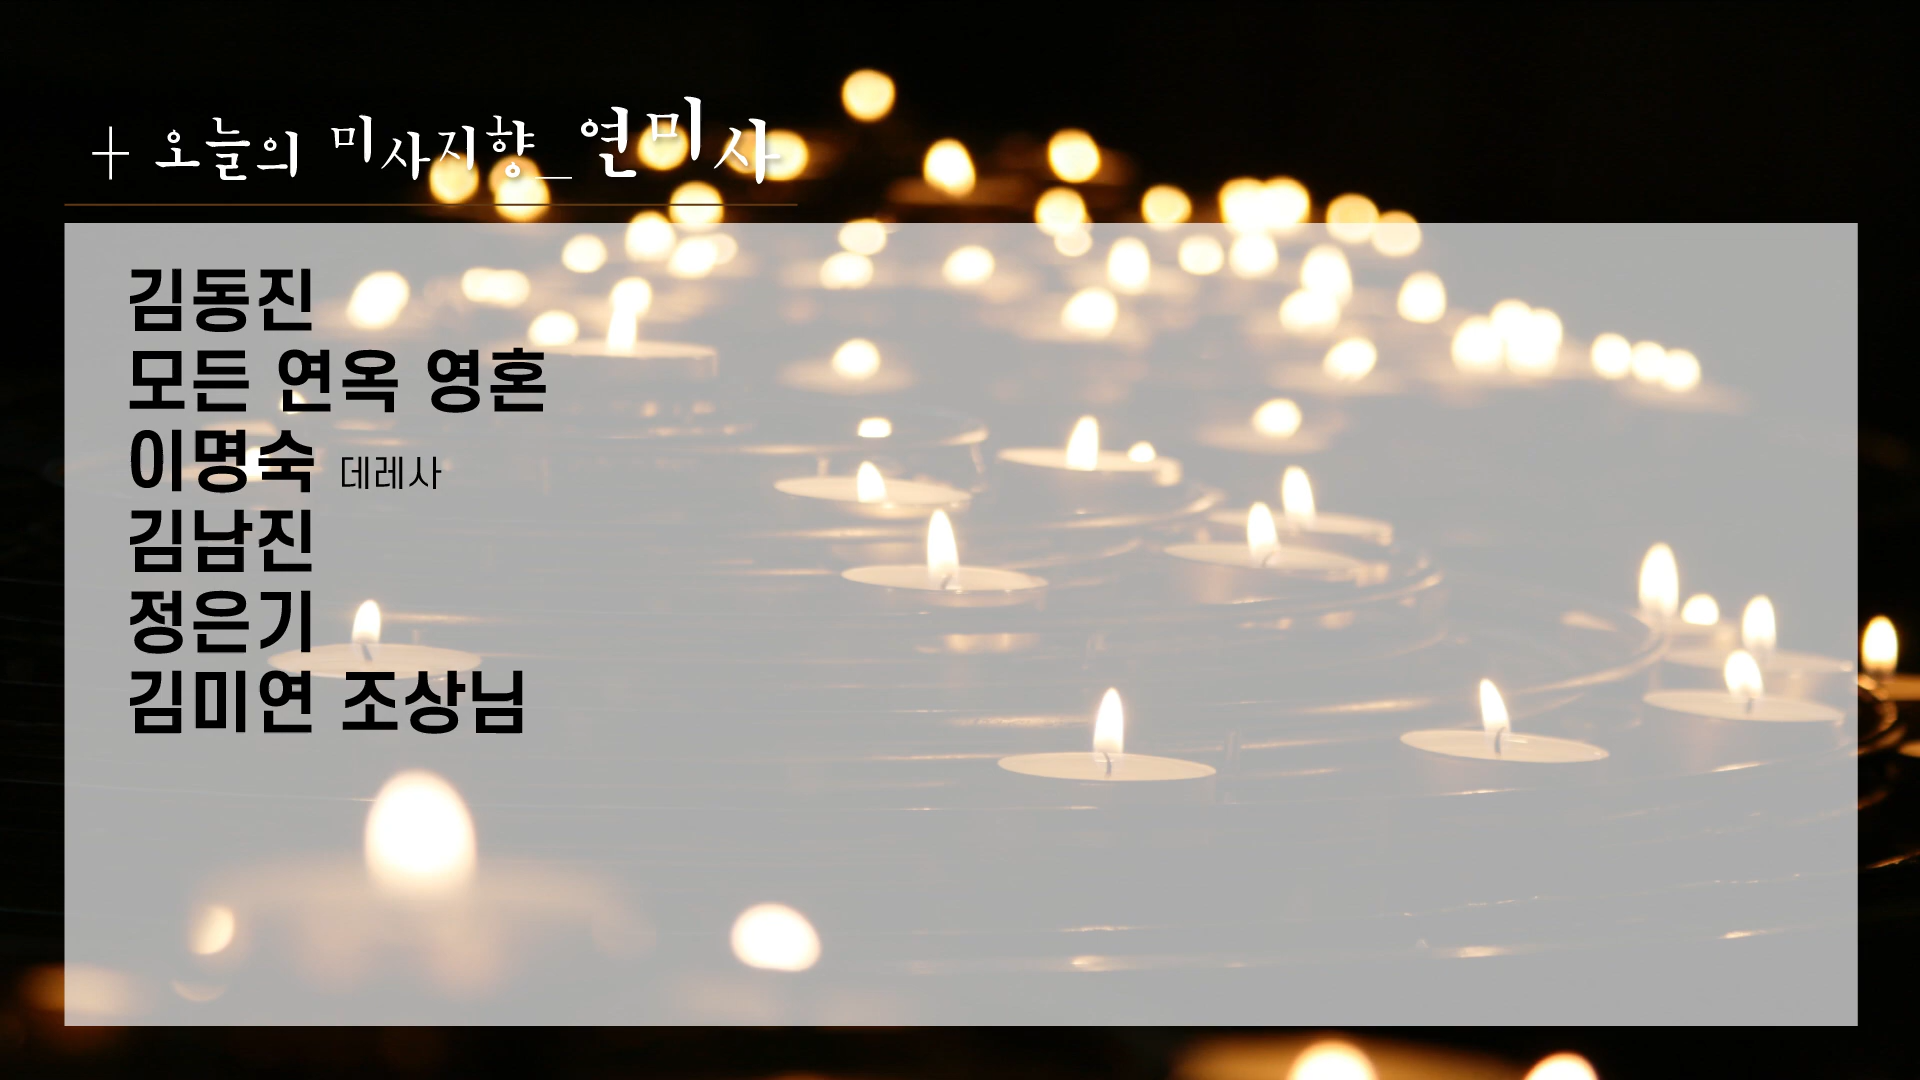 + 오늘의 미사지향_연미사
김동진
모든 연옥 영혼
이명숙 데레사
김남진
정은기
김미연 조상님